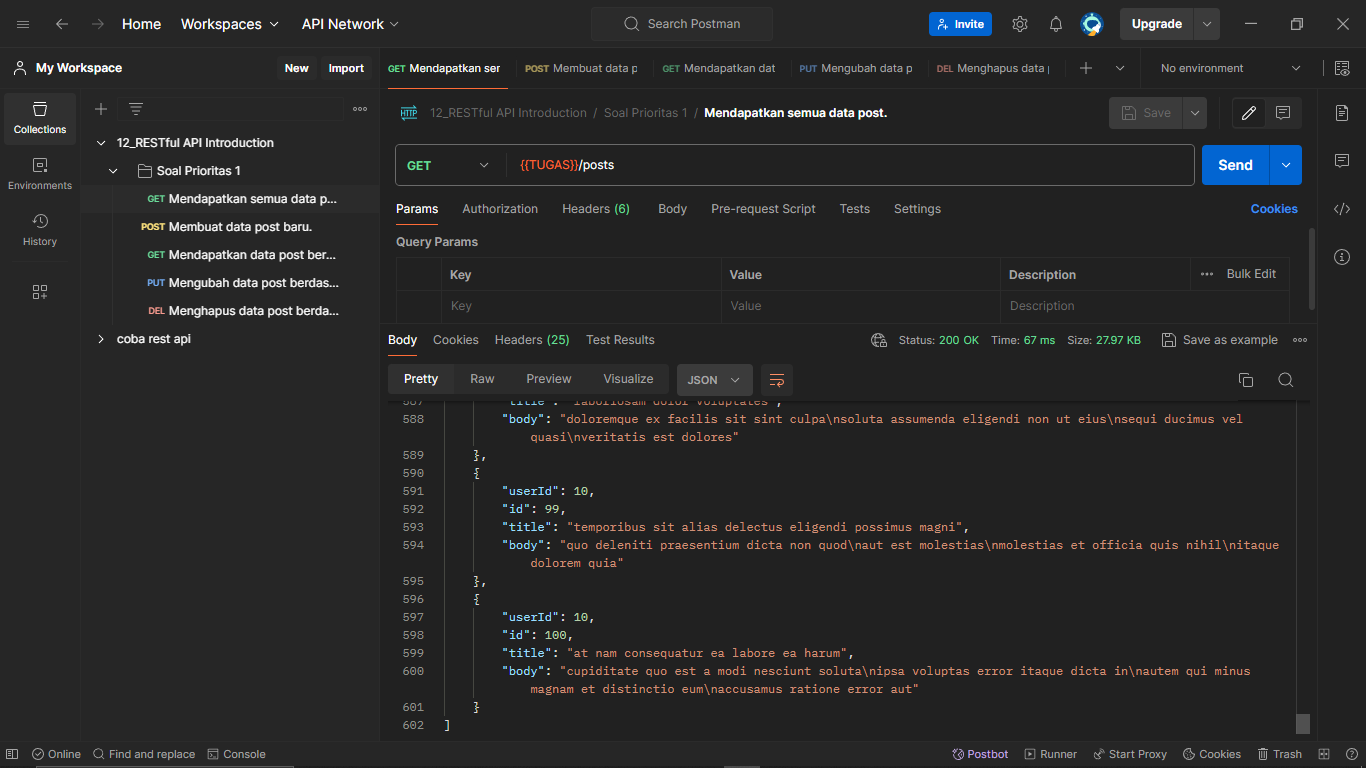 Home Workspaces API Network Search Postman Invite Upgrade
My Workspace New Import GET Mendapatkan ser POST Membuat data p GET Mendapatkan dat PUT Mengubah data p DEL Menghapus data No environment
Collections
Environments
History
12_RESTful API Introduction
Soal Prioritas 1
GET Mendapatkan semua data p...
POST Membuat data post baru.
GET Mendapatkan data post ber...
PUT Mengubah data post berdas...
DEL Menghapus data post berda...
coba rest api
HTTP 12_RESTful API Introduction / Soal Prioritas 1 / Mendapatkan semua data post. Save
GET {{TUGAS}}/posts Send
Params Authorization Headers (6) Body Pre-request Script Tests Settings Cookies
Query Params
Key Value Description Bulk Edit
Key Value Description
Body Cookies Headers (25) Test Results Status: 200 OK Time: 67 ms Size: 27.97 KB Save as example
Pretty Raw Preview Visualize JSON
587 "title": "laboriosam dolor voluptates",
588 "body": "doloremque ex facilis sit sint culpa\nsoluta assumenda eligendi non ut eius\nsequi ducimus vel
quasi\nveritatis est dolores"
589 },
590 {
591 "userId": 10,
592 "id": 99,
593 "title": "temporibus sit alias delectus eligendi possimus magni",
594 "body": "quo deleniti praesentium dicta non quod\naut est molestias\nmolestias et officia quis nihil\nitaque
dolorem quia"
595 },
596 {
597 "userId": 10,
598 "id": 100,
599 "title": "at nam consequatur ea labore ea harum",
600 "body": "cupiditate quo est a modi nesciunt soluta\nipsa voluptas error itaque dicta in\nautem qui minus
magnam et distinctio eum\naccusamus ratione error aut"
601 }
602 ]
Online Find and replace Console Postbot Runner Start Proxy Cookies Trash